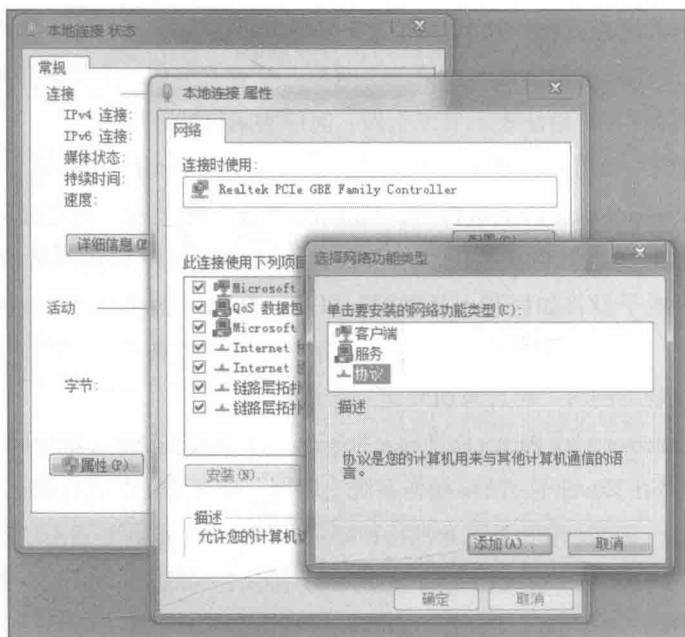 本地连接 状态
常规
连接
IPv4 连接:
IPv6 连接:
媒体状态:
持续时间:
速度:
详细信息
活动
字节:
属性(P)
本地连接 属性
网络
连接时使用:
Realtek PCIe GBE Family Controller
此连接使用下列项目
Microsoft
QoS 数据包
Microsoft
Internet
Internet
链路层拓扑
链路层拓扑
安装(N)
描述
允许您的计算机
确定
取消
选择网络功能类型
单击要安装的网络功能类型(C):
客户端
服务
协议
描述
协议是您的计算机用来与其他计算机通信的语
言。
添加(A)...
取消